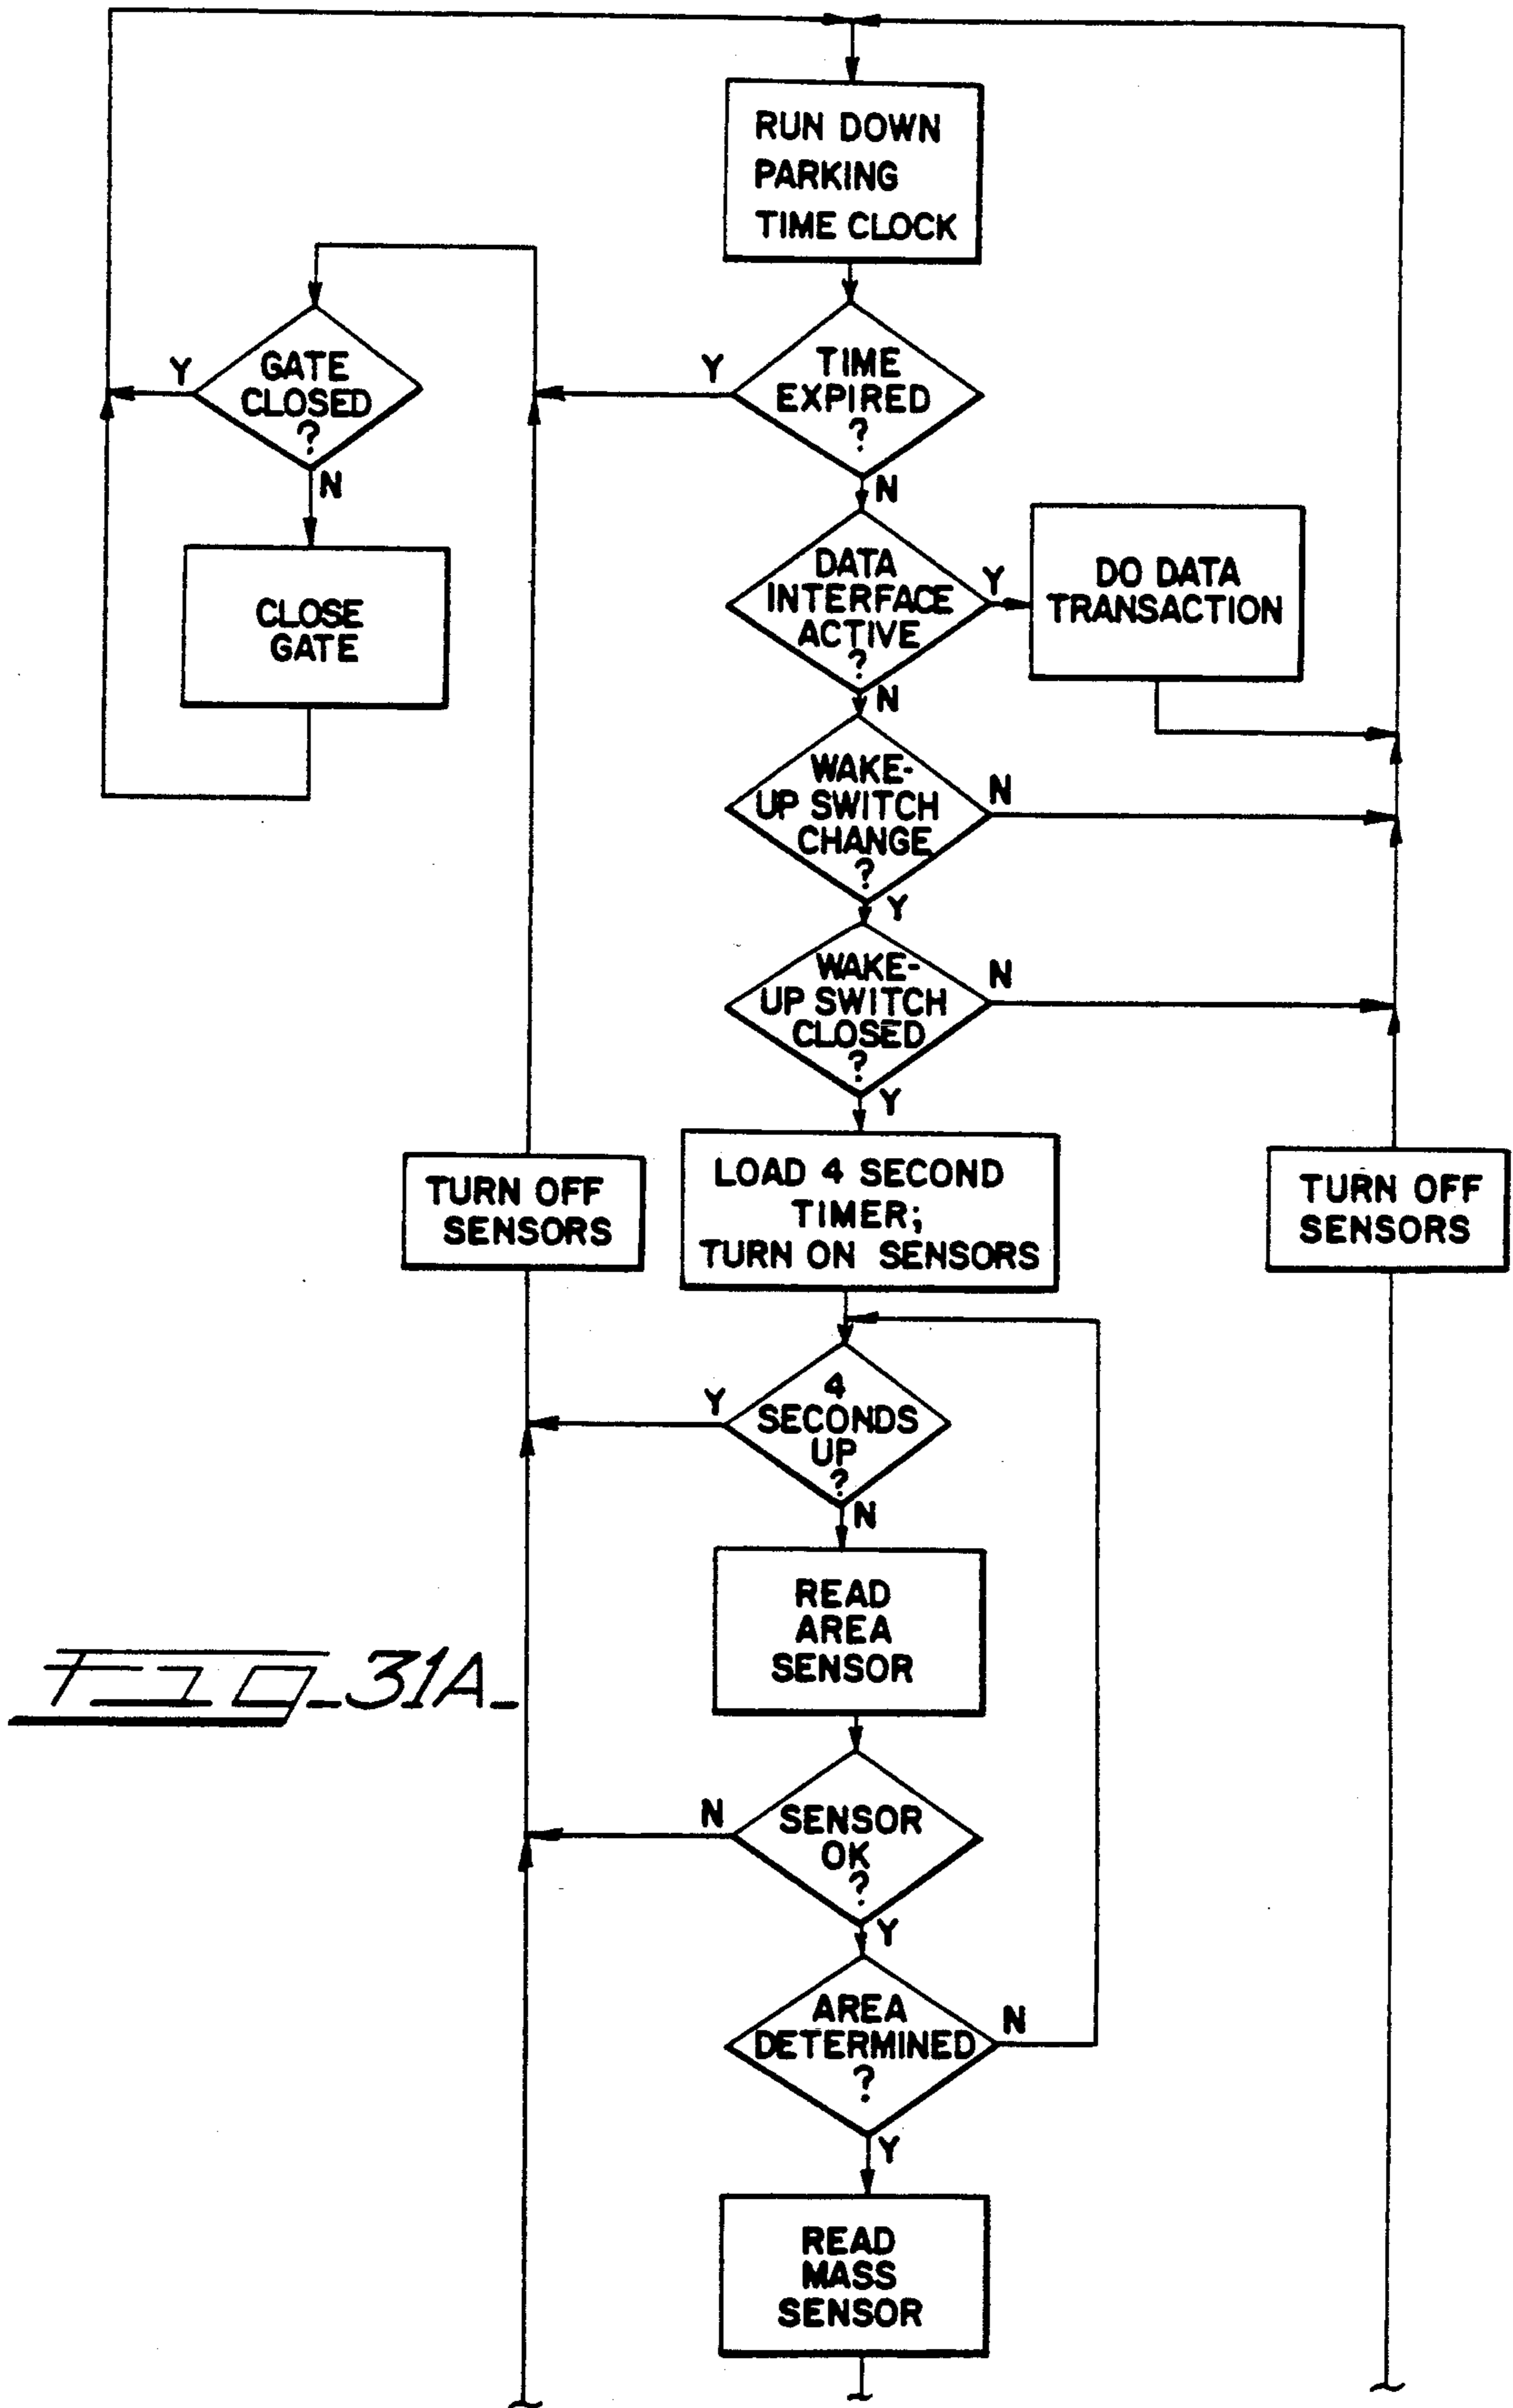 RUN DOWN
PARKING
TIME CLOCK
GATE
CLOSED
?
Y
N
CLOSE
GATE
TIME
EXPIRED
?
Y
N
DATA
INTERFACE
ACTIVE
?
Y
N
DO DATA
TRANSACTION
WAKE-
UP SWITCH
CHANGE
?
N
Y
WAKE-
UP SWITCH
CLOSED
?
N
Y
TURN OFF
SENSORS
LOAD 4 SECOND
TIMER;
TURN ON SENSORS
TURN OFF
SENSORS
4
SECONDS
UP
?
Y
N
READ
AREA
SENSOR
FIG_31A_
SENSOR
OK
?
N
Y
AREA
DETERMINED
?
N
Y
READ
MASS
SENSOR